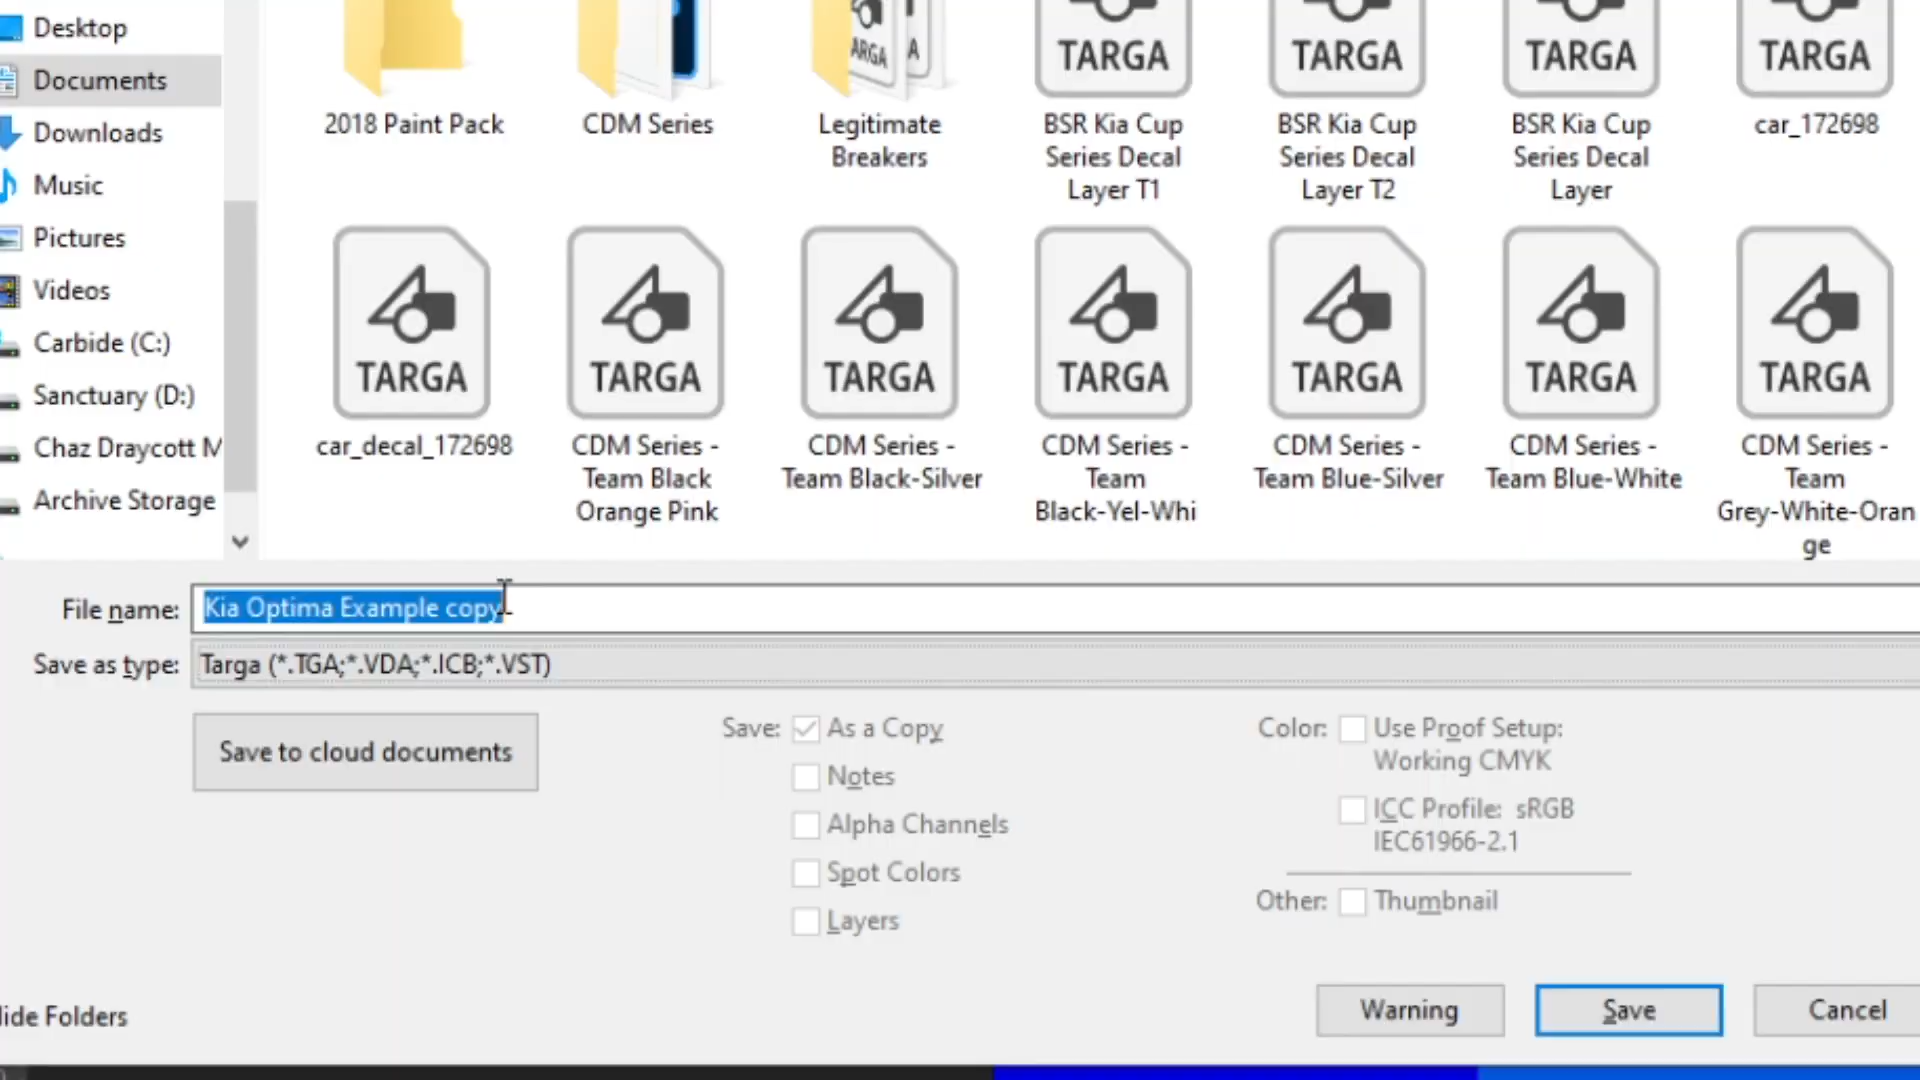 Desktop
Documents
Downloads
Music
Pictures
Videos
Carbide (C:)
Sanctuary (D:)
Chaz Draycott M
Archive Storage
TARGA
TARGA
TARGA
TARGA
TARGA
2018 Paint Pack
CDM Series
Legitimate
Breakers
BSR Kia Cup
Series Decal
Layer T1
BSR Kia Cup
Series Decal
Layer T2
BSR Kia Cup
Series Decal
Layer
car_172698
TARGA
TARGA
TARGA
TARGA
TARGA
TARGA
TARGA
car_decal_172698
CDM Series -
Team Black
Orange Pink
CDM Series -
Team Black-Silver
CDM Series -
Team
Black-Yel-Whi
CDM Series -
Team Blue-Silver
CDM Series -
Team Blue-White
CDM Series -
Team
Grey-White-Oran
ge
File name: Kia Optima Example copy
Save as type: Targa (*.TGA;*.VDA;*.ICB;*.VST)
Save to cloud documents
Save: As a Copy
Notes
Alpha Channels
Spot Colors
Layers
Color: Use Proof Setup:
Working CMYK
ICC Profile: sRGB
IEC61966-2.1
Other: Thumbnail
ide Folders
Warning
Save
Cancel